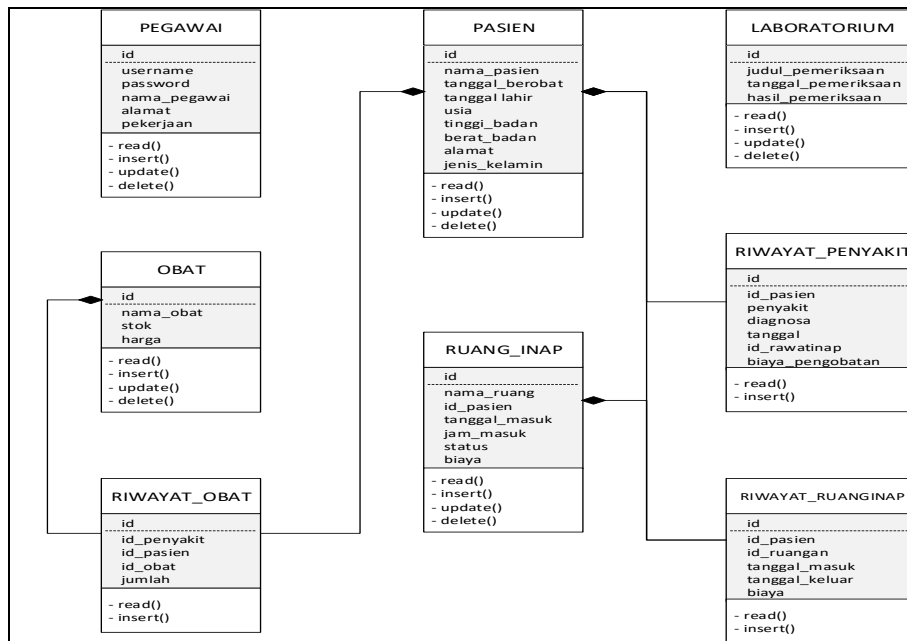 PEGAWAI
id
username
password
nama_pegawai
alamat
pekerjaan
- read()
- insert()
- update()
- delete()
PASIEN
id
nama_pasien
tanggal_berobat
tanggal lahir
usia
tinggi_badan
berat_badan
alamat
jenis_kelamin
- read()
- insert()
- update()
- delete()
LABORATORIUM
id
judul_pemeriksaan
tanggal_pemeriksaan
hasil_pemeriksaan
- read()
- insert()
- update()
- delete()
OBAT
id
nama_obat
stok
harga
- read()
- insert()
- update()
- delete()
RUANG_INAP
id
nama_ruang
id_pasien
tanggal_masuk
jam_masuk
status
biaya
- read()
- insert()
- update()
- delete()
RIWAYAT_PENYAKIT
id
id_pasien
penyakit
diagnosa
tanggal
id_rawatinap
biaya_pengobatan
- read()
- insert()
RIWAYAT_OBAT
id
id_penyakit
id_pasien
id_obat
jumlah
- read()
- insert()
RIWAYAT_RUANGINAP
id
id_pasien
id_ruangan
tanggal_masuk
tanggal_keluar
biaya
- read()
- insert()